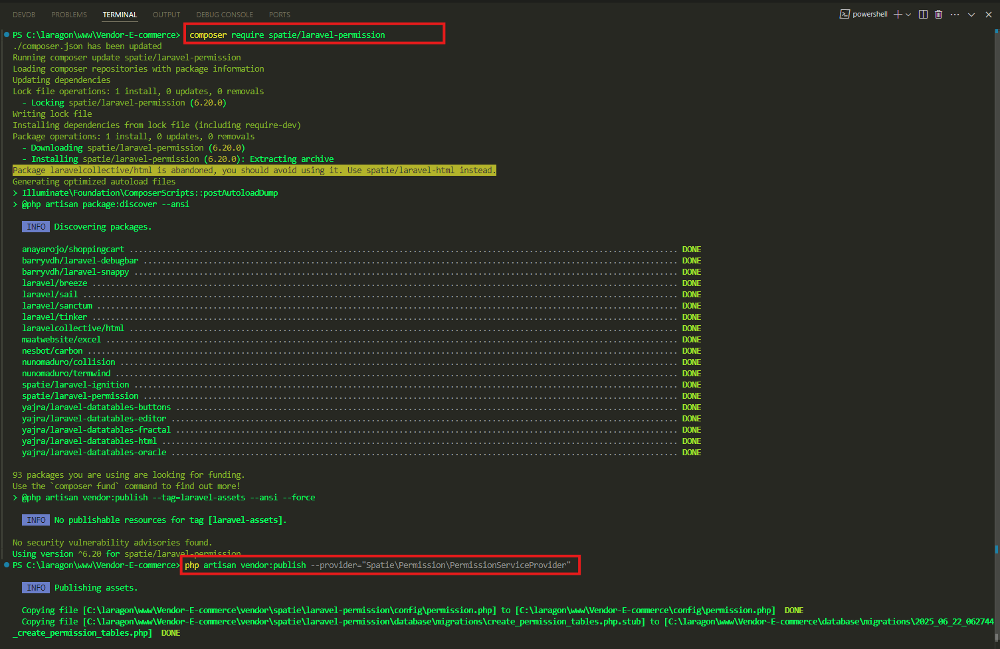 DEVDB PROBLEMS TERMINAL OUTPUT DEBUG CONSOLE PORTS powershell
PS C:\laragon\www\Vendor-E-commerce> composer require spatie/laravel-permission
./composer.json has been updated
Running composer update spatie/laravel-permission
Loading composer repositories with package information
Updating dependencies
Lock file operations: 1 install, 0 updates, 0 removals
  - Locking spatie/laravel-permission (6.20.0)
Writing lock file
Installing dependencies from lock file (including require-dev)
Package operations: 1 install, 0 updates, 0 removals
  - Downloading spatie/laravel-permission (6.20.0)
  - Installing spatie/laravel-permission (6.20.0): Extracting archive
Package laravelcollective/html is abandoned, you should avoid using it. Use spatie/laravel-html instead.
Generating optimized autoload files
> Illuminate\Foundation\ComposerScripts::postAutoloadDump
> @php artisan package:discover --ansi
INFO Discovering packages.
anayarojo/shoppingcart ........ DONE
barryvdh/laravel-debugbar ........ DONE
barryvdh/laravel-snappy ........ DONE
laravel/breeze ........ DONE
laravel/sail ........ DONE
laravel/sanctum ........ DONE
laravel/tinker ........ DONE
laravelcollective/html ........ DONE
maatwebsite/excel ........ DONE
nesbot/carbon ........ DONE
nunomaduro/collision ........ DONE
nunomaduro/termwind ........ DONE
spatie/laravel-ignition ........ DONE
spatie/laravel-permission ........ DONE
yajra/laravel-datatables-buttons ........ DONE
yajra/laravel-datatables-editor ........ DONE
yajra/laravel-datatables-fractal ........ DONE
yajra/laravel-datatables-html ........ DONE
yajra/laravel-datatables-oracle ........ DONE
93 packages you are using are looking for funding.
Use the `composer fund` command to find out more!
> @php artisan vendor:publish --tag=laravel-assets --ansi --force
INFO No publishable resources for tag [laravel-assets].
No security vulnerability advisories found.
Using version ^6.20 for spatie/laravel-permission
PS C:\laragon\www\Vendor-E-commerce> php artisan vendor:publish --provider="Spatie\Permission\PermissionServiceProvider"
INFO Publishing assets.
Copying file [C:\laragon\www\Vendor-E-commerce\vendor\spatie\laravel-permission\config\permission.php] to [C:\laragon\www\Vendor-E-commerce\config\permission.php] DONE
Copying file [C:\laragon\www\Vendor-E-commerce\vendor\spatie\laravel-permission\database\migrations\create_permission_tables.php.stub] to [C:\laragon\www\Vendor-E-commerce\database\migrations\2025_06_22_062744
_create_permission_tables.php] DONE